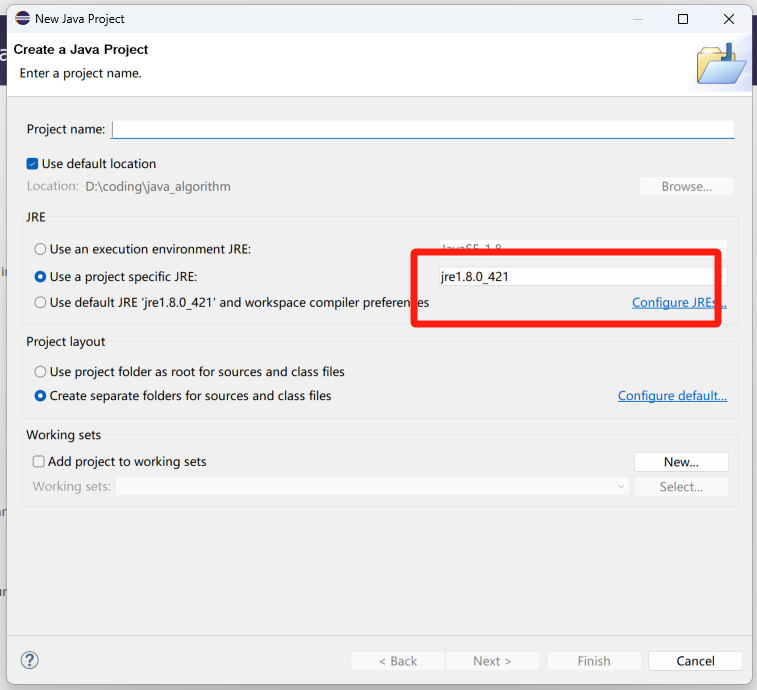 New Java Project
Create a Java Project
Enter a project name.
Project name:
Use default location
Location: D:\coding\java_algorithm Browse...
JRE
Use an execution environment JRE: JavaSE-1.8
Use a project specific JRE: jre1.8.0_421
Use default JRE 'jre1.8.0_421' and workspace compiler preferences Configure JREs...
Project layout
Use project folder as root for sources and class files
Create separate folders for sources and class files Configure default...
Working sets
Add project to working sets New...
Working sets: Select...
< Back Next > Finish Cancel